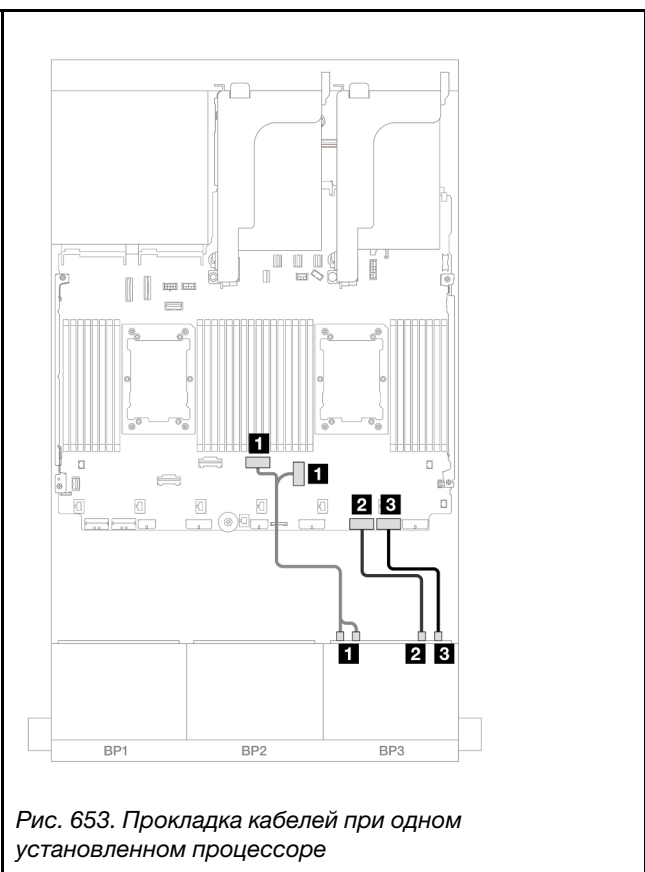 1
1
2 3
1 2 3
BP1 BP2 BP3
Рис. 653. Прокладка кабелей при одном
установленном процессоре